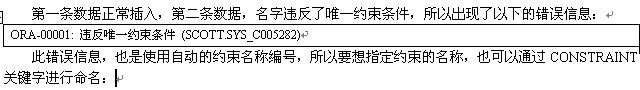 第一条数据正常插入，第二条数据，名字违反了唯一约束条件，所以出现了以下的错误信息：
ORA-00001: 违反唯一约束条件 (SCOTT.SYS_C005282)
此错误信息，也是使用自动的约束名称编号，所以要想指定约束的名称，也可以通过 CONSTRAINT
关键字进行命名：